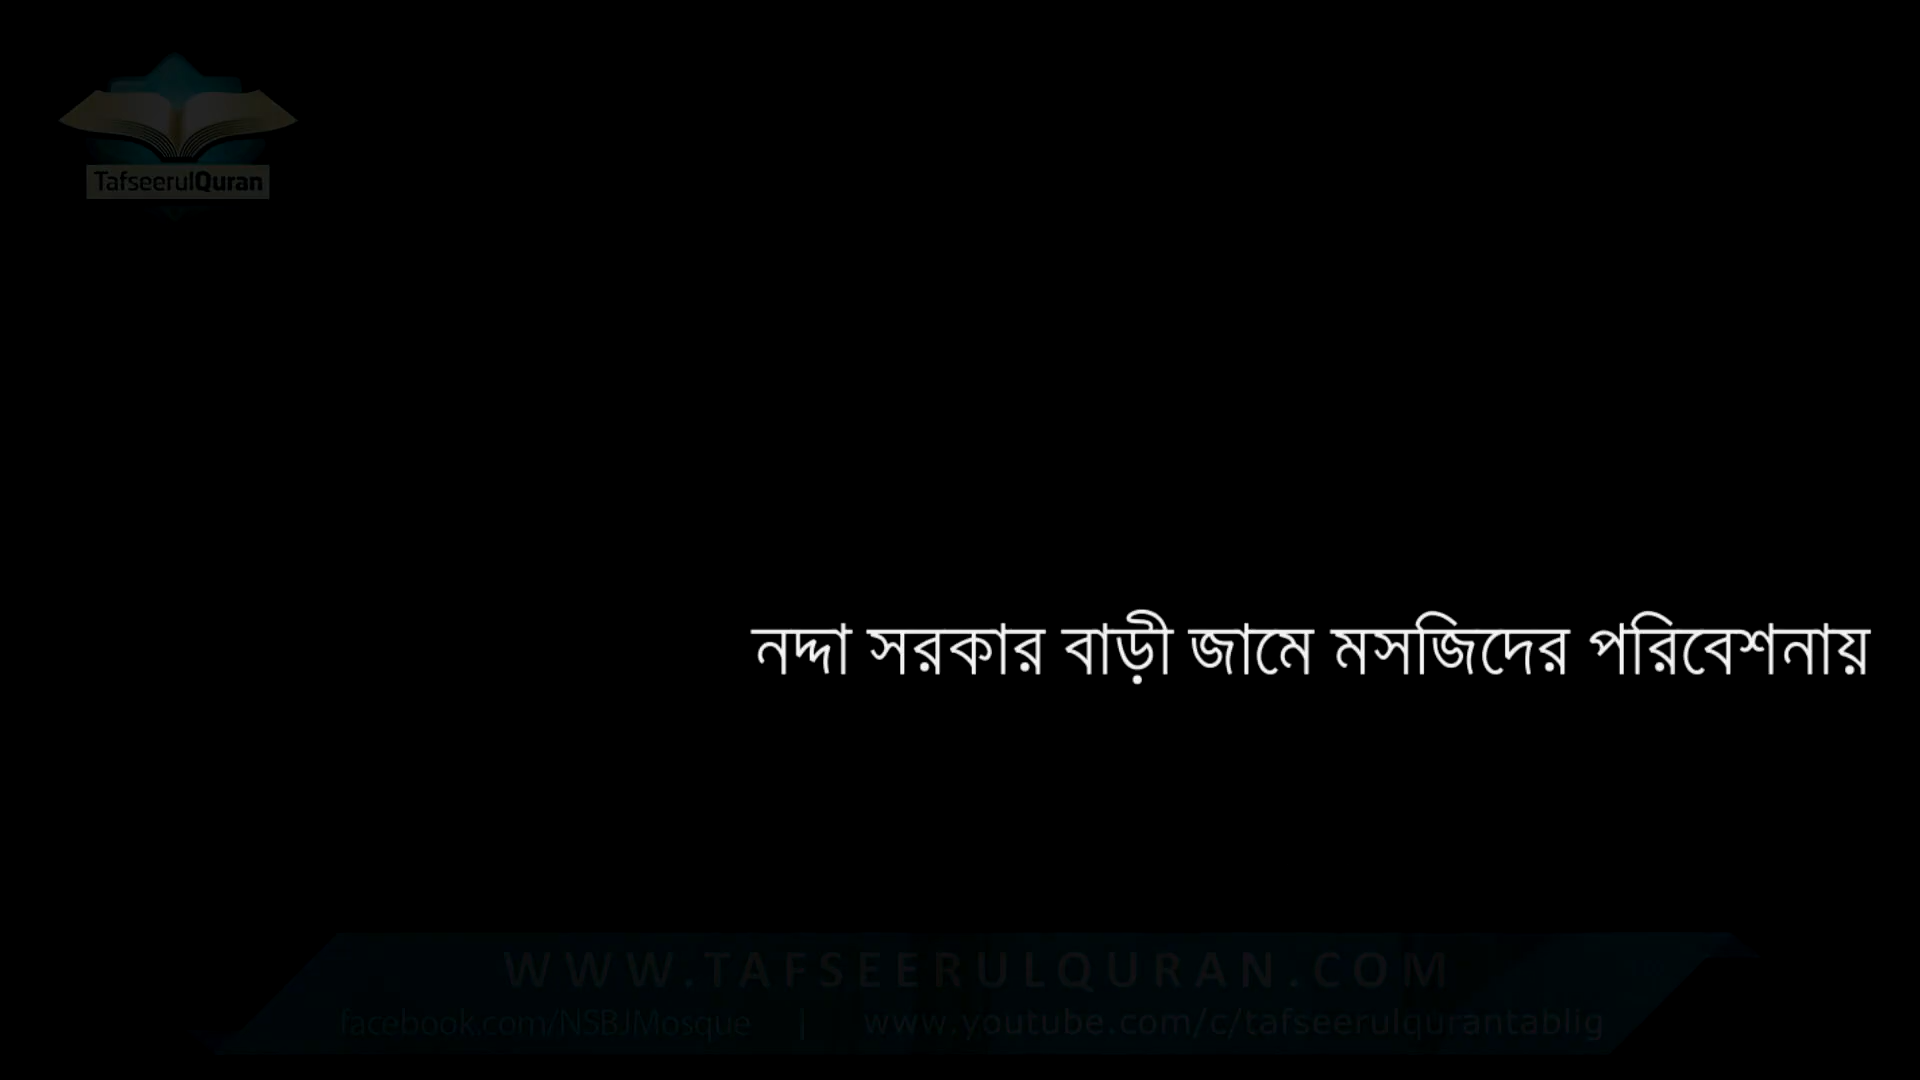 TafseerulQuran
নদ্দা সরকার বাড়ী জামে মসজিদের পরিবেশনায়
WWW.TAFSEERULQURAN.COM
facebook.com/NSBJMosque | www.youtube.com/c/tafseerulqurantablig